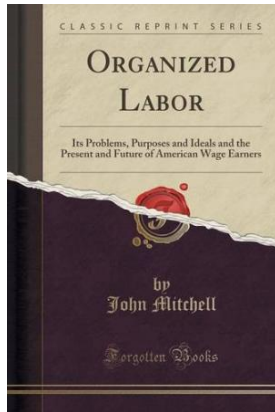 CLASSIC REPRINT SERIES
ORGANIZED
LABOR
Its Problems, Purposes and Ideals and the
Present and Future of American Wage Earners
by
John Mitchell
Forgotten Books